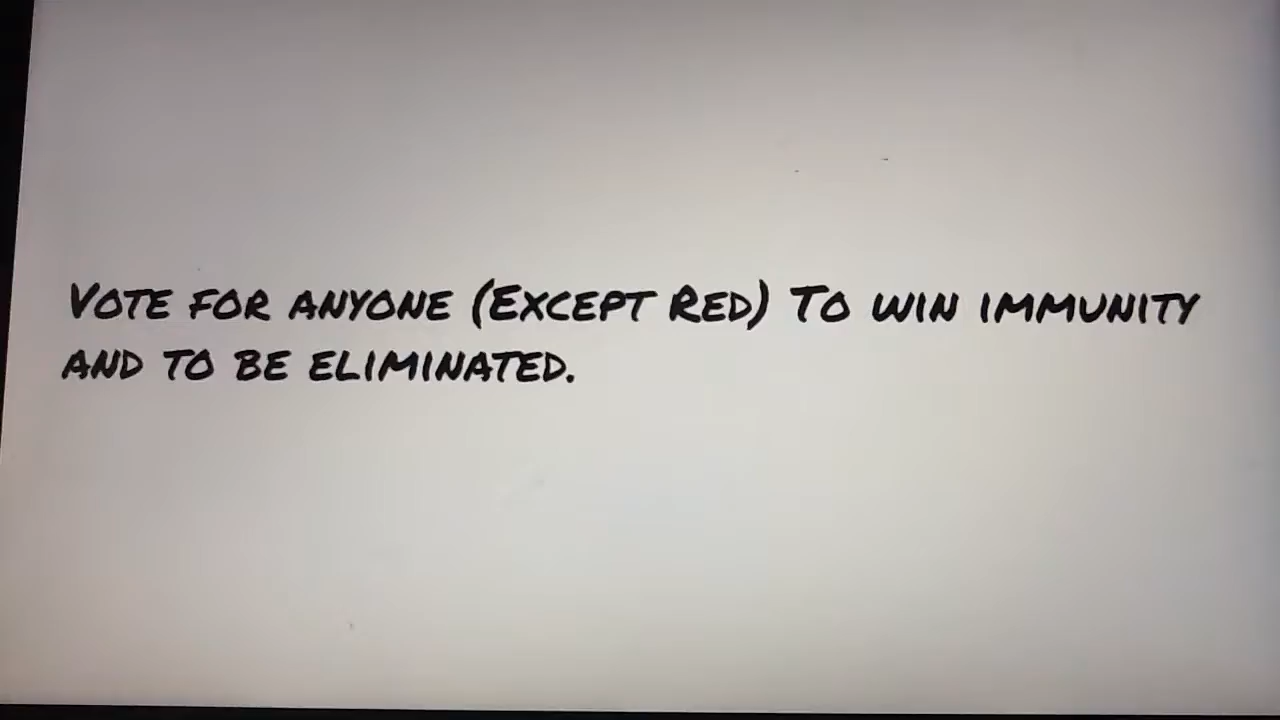 Vote for anyone (Except Red) To win immunity
and to be eliminated.